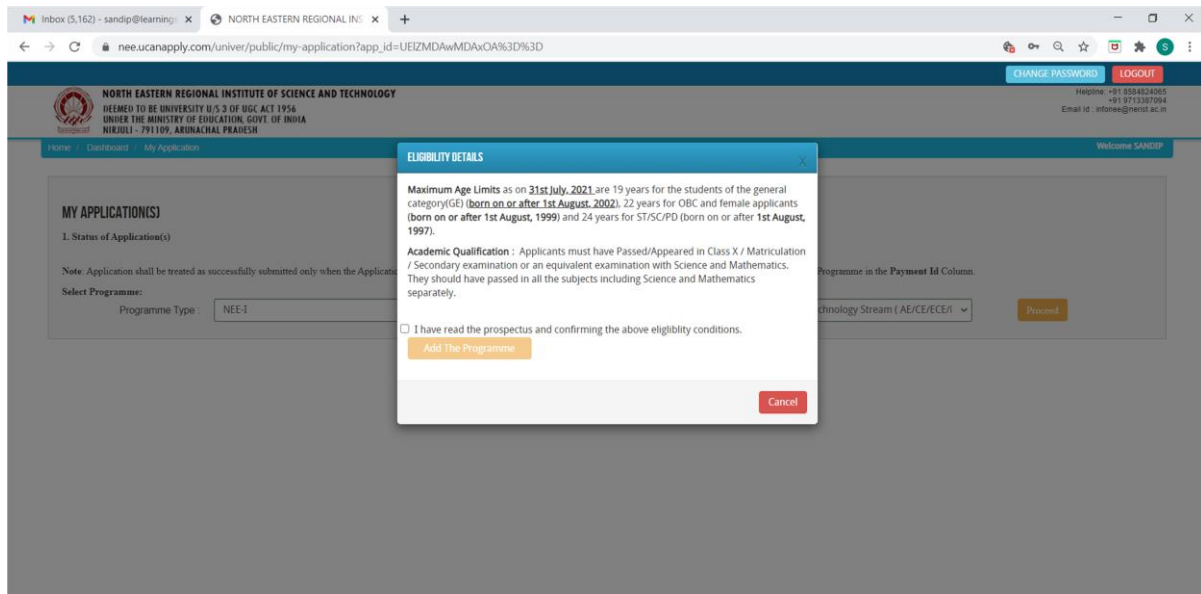 Inbox (5,162) - sandip@learning
NORTH EASTERN REGIONAL INS
nee.ucanapply.com/univer/public/my-application?app_id=UElZMDAwMDAxOA%3D%3D
S
CHANGE PASSWORD LOGOUT
NORTH EASTERN REGIONAL INSTITUTE OF SCIENCE AND TECHNOLOGY
DEEMED TO BE UNIVERSITY U/S 3 OF UGC ACT 1956
UNDER THE MINISTRY OF EDUCATION, GOVT. OF INDIA
NIRJULI - 791109, ARUNACHAL PRADESH
Helpline: +91 8584824065
+91 9713387094
Email Id : infonee@nerist.ac.in
Home / Dashboard / My Application
Welcome SANDIP
ELIGIBILITY DETAILS X
Maximum Age Limits as on 31st July, 2021 are 19 years for the students of the general
category(GE) (born on or after 1st August, 2002), 22 years for OBC and female applicants
(born on or after 1st August, 1999) and 24 years for ST/SC/PD (born on or after 1st August,
1997).
Academic Qualification : Applicants must have Passed/Appeared in Class X / Matriculation
/ Secondary examination or an equivalent examination with Science and Mathematics.
They should have passed in all the subjects including Science and Mathematics
separately.
I have read the prospectus and confirming the above eligliblity conditions.
Add The Programme
Cancel
MY APPLICATION(S)
1. Status of Application(s)
Note: Application shall be treated as successfully submitted only when the Applicatio
Programme in the Payment Id Column.
Select Programme:
Programme Type : NEE-I
chnology Stream ( AE/CE/ECE/I
Proceed